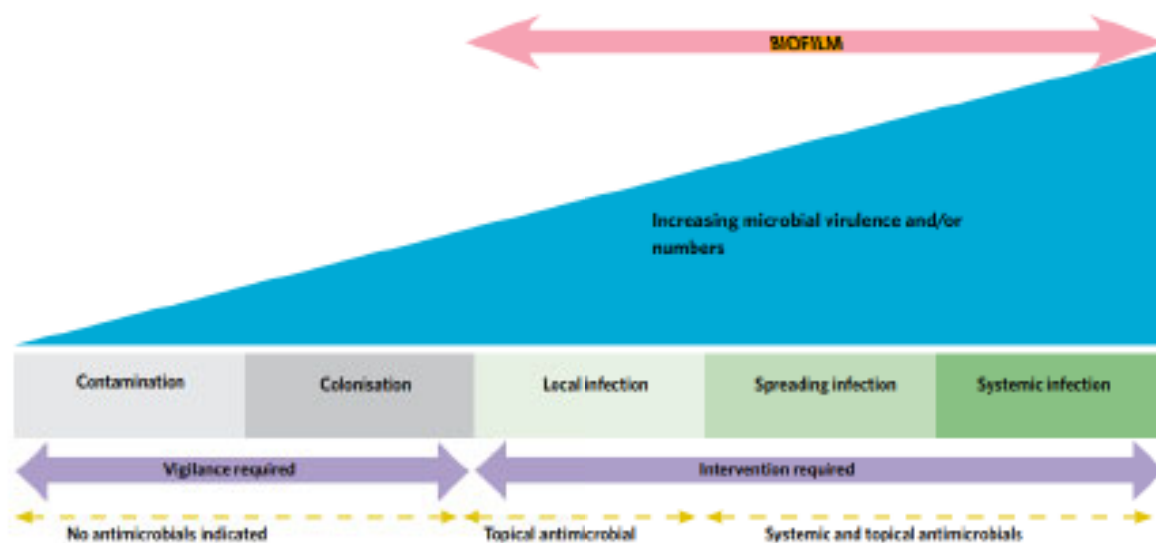 BIOFILM
Increasing microbial virulence and/or
numbers
Contamination
Colonisation
Local infection
Spreading infection
Systemic infection
Vigilance required
Intervention required
No antimicrobials indicated
Topical antimicrobial
Systemic and topical antimicrobials